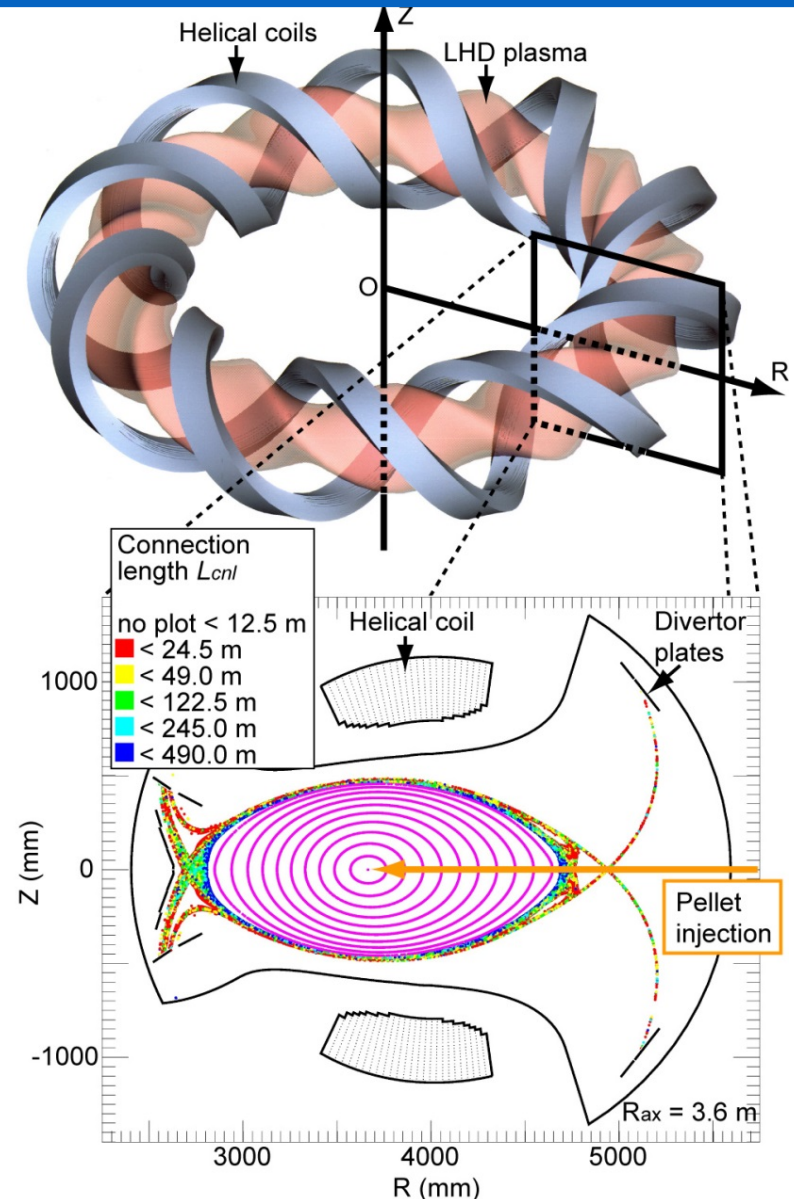 Z
Helical coils
LHD plasma
O
R
Connection
length Lcnl
no plot < 12.5 m
< 24.5 m
< 49.0 m
< 122.5 m
< 245.0 m
< 490.0 m
Helical coil
Divertor
plates
1000
0
-1000
Z (mm)
Pellet
injection
Rax = 3.6 m
3000
4000
5000
R (mm)